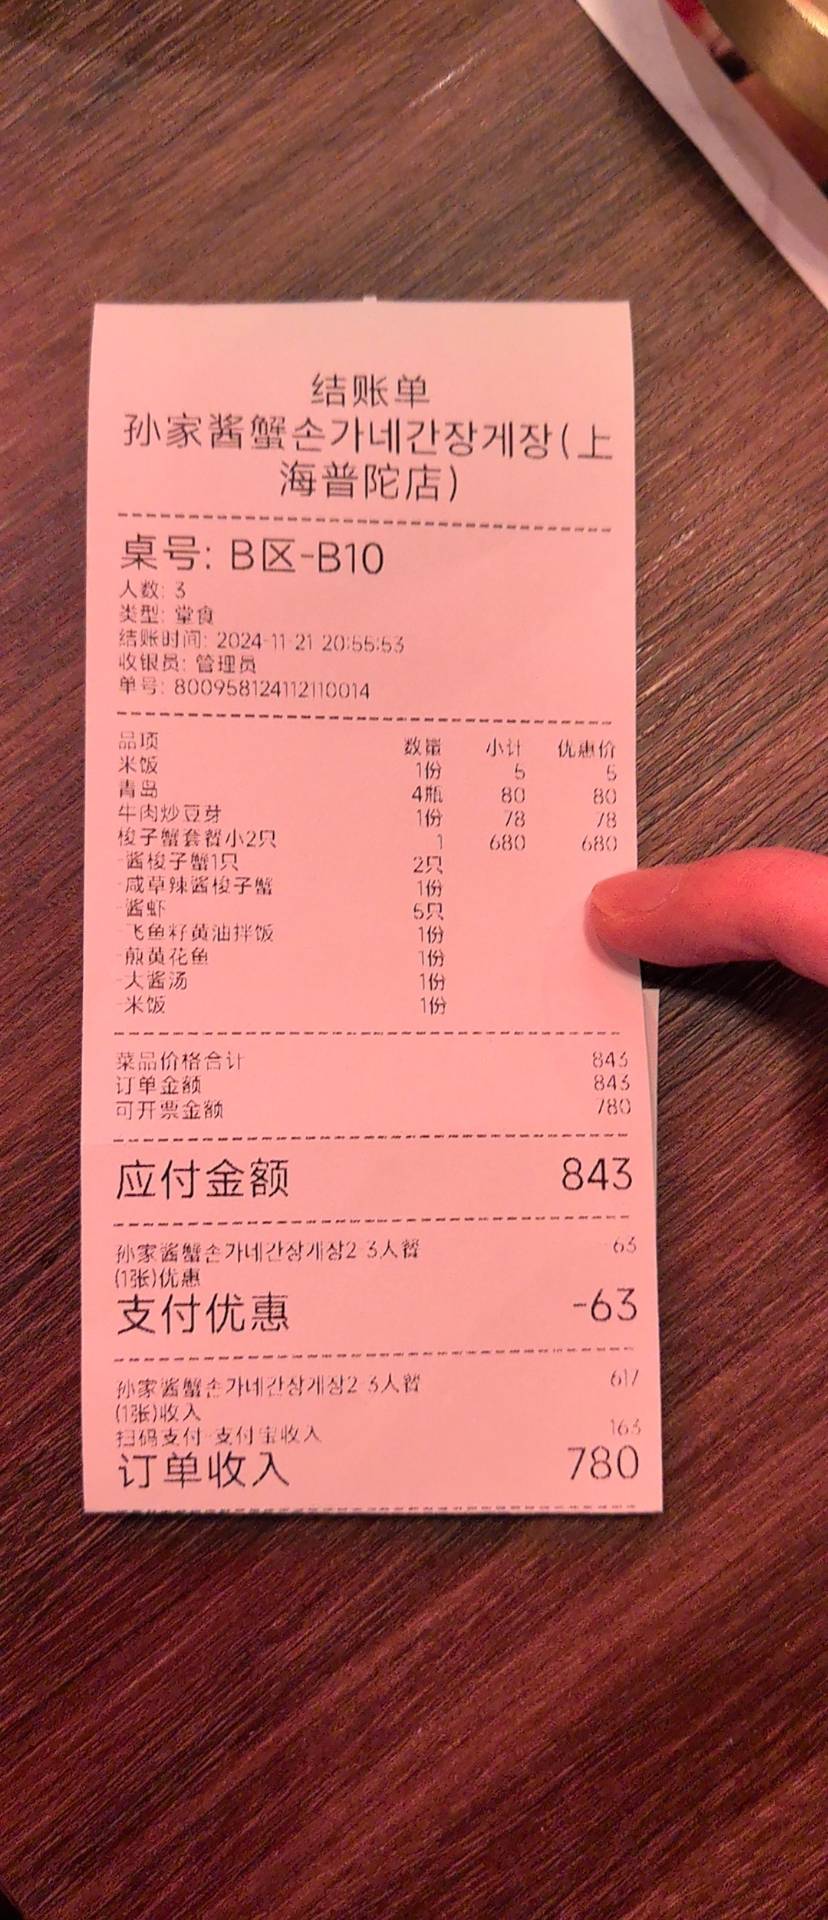 结账单
孙家酱蟹손가네간장게장(上
海普陀店)
桌号: B区-B10
人数: 3
类型: 堂食
结账时间: 2024-11-21 20:55:53
收银员: 管理员
单号: 800958124112110014
品项 数量 小计 优惠价
米饭 1份 5 5
青岛 4瓶 80 80
牛肉炒豆芽 1份 78 78
梭子蟹套餐小2只 1 680 680
-酱梭子蟹1只 2只
-咸草辣酱梭子蟹 1份
-酱虾 5只
-飞鱼籽黄油拌饭 1份
-煎黄花鱼 1份
-大酱汤 1份
-米饭 1份
菜品价格合计 843
订单金额 843
可开票金额 780
应付金额 843
孙家酱蟹손가네간장게장2-3人餐 -63
(1张)优惠
支付优惠 -63
孙家酱蟹손가네간장게장2-3人餐 617
(1张)收入
扫码支付-支付宝收入 163
订单收入 780